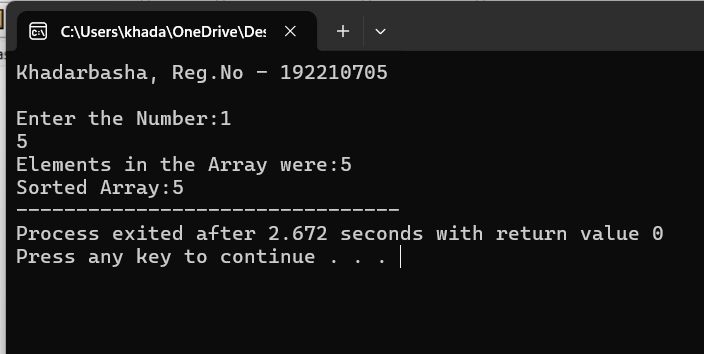 C:\Users\khada\OneDrive\Des
Khadarbasha, Reg.No - 192210705
Enter the Number:1
5
Elements in the Array were:5
Sorted Array:5
--------------------------------
Process exited after 2.672 seconds with return value 0
Press any key to continue . . .